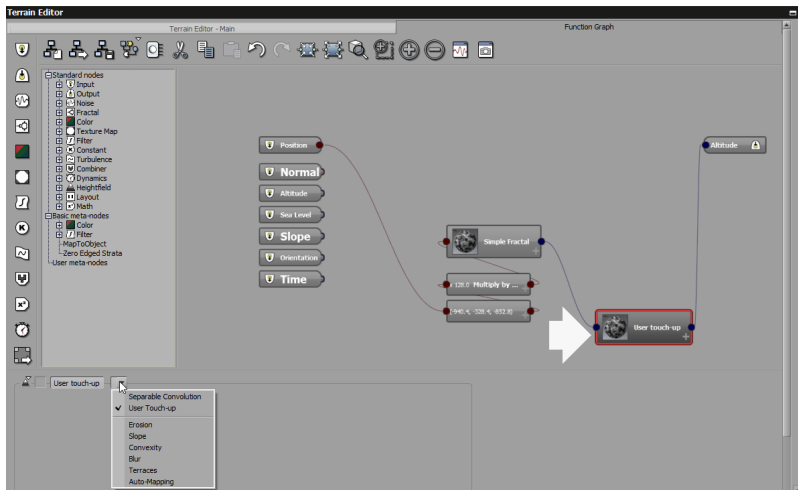 Terrain Editor
Terrain Editor - Main
Function Graph
Standard nodes
Input
Output
Noise
Fractal
Color
Texture Map
Filter
Constant
Turbulence
Combiner
Dynamics
Heightfield
Layout
Math
Basic meta-nodes
Color
Filter
MapToObject
Zero Edged Strata
User meta-nodes
Position
Normal
Altitude
Sea Level
Slope
Orientation
Time
Altitude
Simple Fractal
128.0 Multiply by ...
User touch-up
User touch-up
Separable Convolution
User Touch-up
Erosion
Slope
Convexity
Blur
Terraces
Auto-Mapping